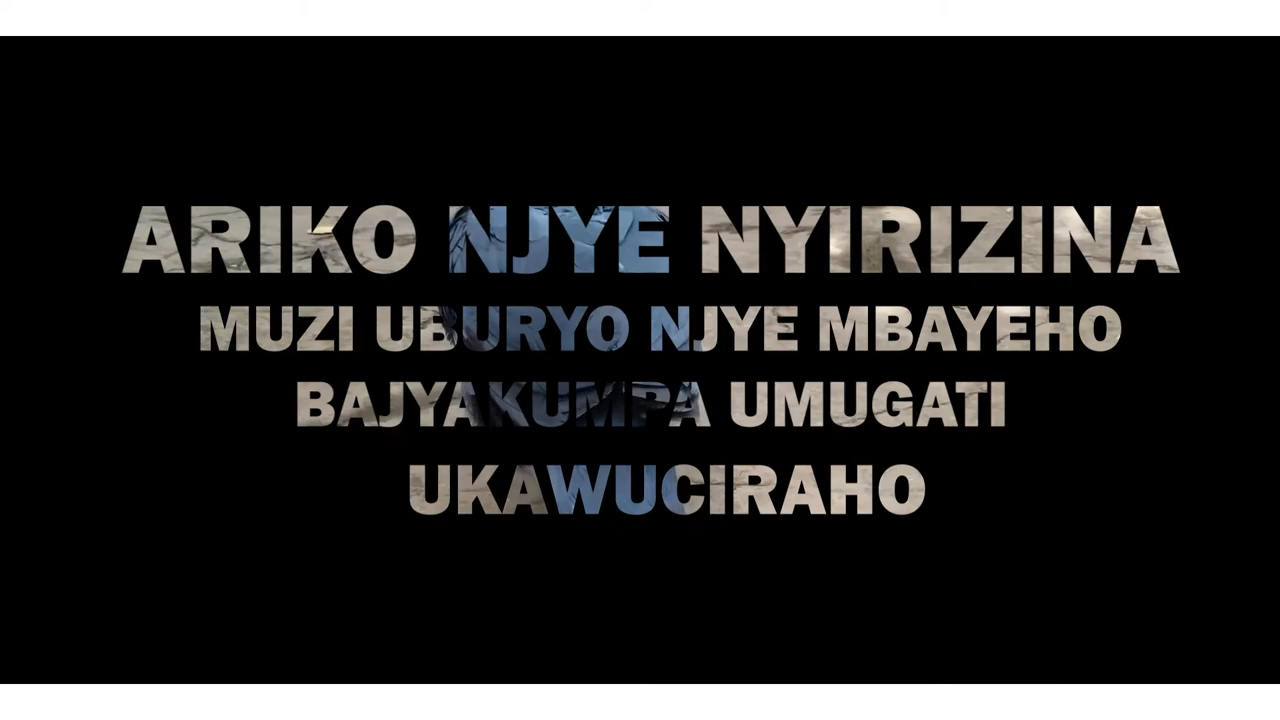 ARIKO NJYE NYIRIZINA
MUZI UBURYO NJYE MBAYEHO
BAJYAKUMPA UMUGATI
UKAWUCIRAHO